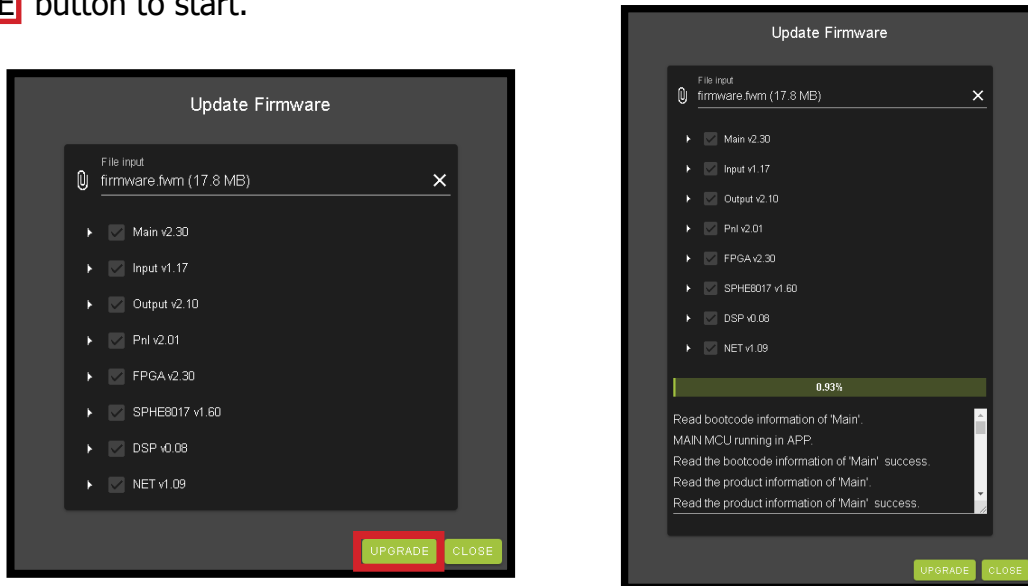 E button to start.
Update Firmware
File input
firmware.fwm (17.8 MB)
Main v2.30
Input v1.17
Output v2.10
Pnl v2.01
FPGA v2.30
SPHE8017 v1.60
DSP v0.08
NET v1.09
UPGRADE CLOSE
Update Firmware
File input
firmware.fwm (17.8 MB)
Main v2.30
Input v1.17
Output v2.10
Pnl v2.01
FPGA v2.30
SPHE8017 v1.60
DSP v0.08
NET v1.09
0.93%
Read bootcode information of 'Main'.
MAIN MCU running in APP.
Read the bootcode information of 'Main' success.
Read the product information of 'Main'.
Read the product information of 'Main' success.
UPGRADE CLOSE